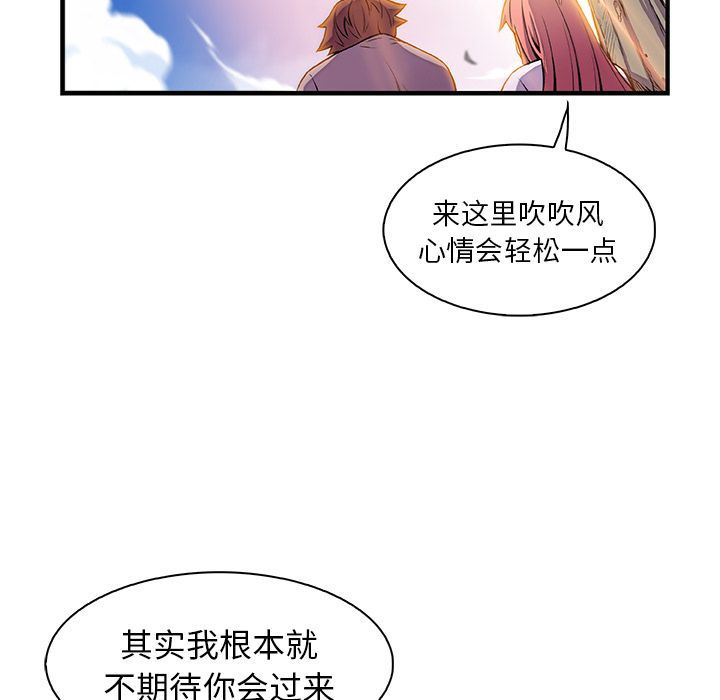 来这里吹吹风
心情会轻松一点
其实我根本就
不期待你会过来